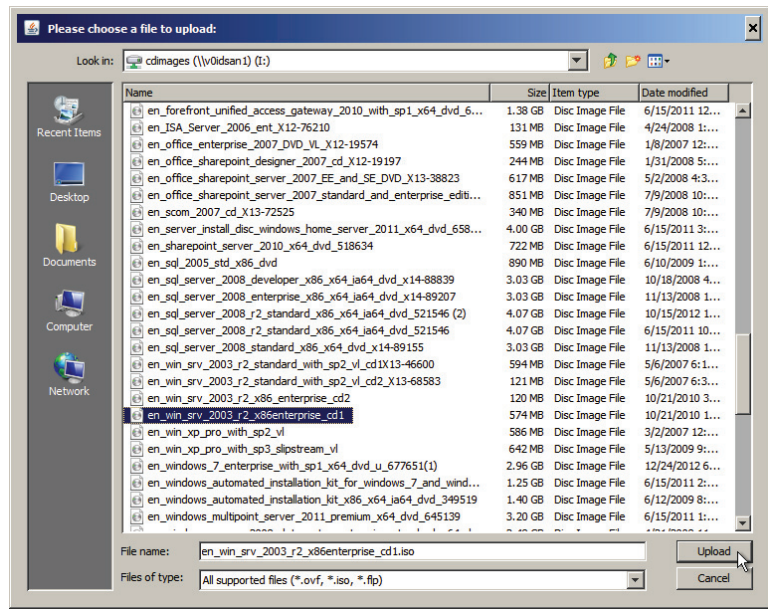 Please choose a file to upload:
Look in: cdimages (\\v0idsan1) (I:)
Recent Items
Desktop
Documents
Computer
Network
Name Size Item type Date modified
en_forefront_unified_access_gateway_2010_with_sp1_x64_dvd_6... 1.38 GB Disc Image File 6/15/2011 12...
en_ISA_Server_2006_ent_X12-76210 131 MB Disc Image File 4/24/2008 1:...
en_office_enterprise_2007_DVD_VL_X12-19574 559 MB Disc Image File 1/8/2007 12:...
en_office_sharepoint_designer_2007_cd_X12-19197 244 MB Disc Image File 1/31/2008 5:...
en_office_sharepoint_server_2007_EE_and_SE_DVD_X13-38823 617 MB Disc Image File 5/2/2008 4:3...
en_office_sharepoint_server_2007_standard_and_enterprise_editi... 851 MB Disc Image File 7/9/2008 10:...
en_scom_2007_cd_X13-72525 340 MB Disc Image File 7/9/2008 10:...
en_server_install_disc_windows_home_server_2011_x64_dvd_658... 4.00 GB Disc Image File 6/15/2011 3:...
en_sharepoint_server_2010_x64_dvd_518634 722 MB Disc Image File 6/15/2011 12...
en_sql_2005_std_x86_dvd 890 MB Disc Image File 6/10/2009 1:...
en_sql_server_2008_developer_x86_x64_ia64_dvd_x14-88839 3.03 GB Disc Image File 10/18/2008 4...
en_sql_server_2008_enterprise_x86_x64_ia64_dvd_x14-89207 3.03 GB Disc Image File 11/13/2008 1...
en_sql_server_2008_r2_standard_x86_x64_ia64_dvd_521546 (2) 4.07 GB Disc Image File 10/15/2012 1...
en_sql_server_2008_r2_standard_x86_x64_ia64_dvd_521546 4.07 GB Disc Image File 6/15/2011 10...
en_sql_server_2008_standard_x86_x64_dvd_x14-89155 3.03 GB Disc Image File 11/13/2008 1...
en_win_srv_2003_r2_standard_with_sp2_vl_cd1X13-46600 594 MB Disc Image File 5/6/2007 6:1...
en_win_srv_2003_r2_standard_with_sp2_vl_cd2_X13-68583 121 MB Disc Image File 5/6/2007 6:3...
en_win_srv_2003_r2_x86_enterprise_cd2 120 MB Disc Image File 10/21/2010 3...
en_win_srv_2003_r2_x86enterprise_cd1 574 MB Disc Image File 10/21/2010 1...
en_win_xp_pro_with_sp2_vl 586 MB Disc Image File 3/2/2007 12:...
en_win_xp_pro_with_sp3_slipstream_vl 642 MB Disc Image File 5/13/2009 9:...
en_windows_7_enterprise_with_sp1_x64_dvd_u_677651(1) 2.96 GB Disc Image File 12/24/2012 6...
en_windows_automated_installation_kit_for_windows_7_and_wind... 1.25 GB Disc Image File 6/15/2011 2:...
en_windows_automated_installation_kit_x86_x64_ia64_dvd_349519 1.40 GB Disc Image File 6/12/2009 8:...
en_windows_multipoint_server_2011_premium_x64_dvd_645139 3.20 GB Disc Image File 6/15/2011 1:...
File name: en_win_srv_2003_r2_x86enterprise_cd1.iso Upload
Files of type: All supported files (*.ovf, *.iso, *.flp) Cancel